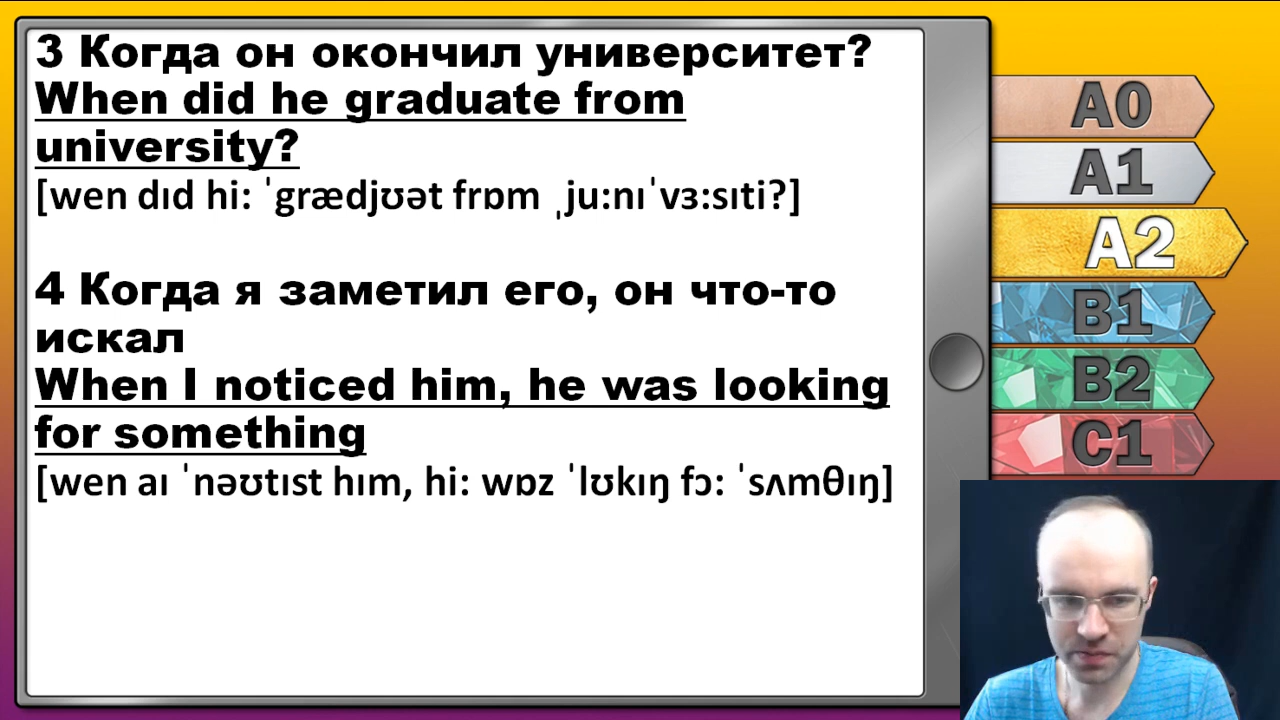 3 Когда он окончил университет?
When did he graduate from
university?
[wen dɪd hi: ˈgrædjʊət frɒm ˌju:nɪˈvɜ:sɪti?]
4 Когда я заметил его, он что-то
искал
When I noticed him, he was looking
for something
[wen aɪ ˈnəʊtɪst hɪm, hi: wɒz ˈlʊkɪŋ fɔ: ˈsʌmθɪŋ]
A0
A1
A2
B1
B2
C1